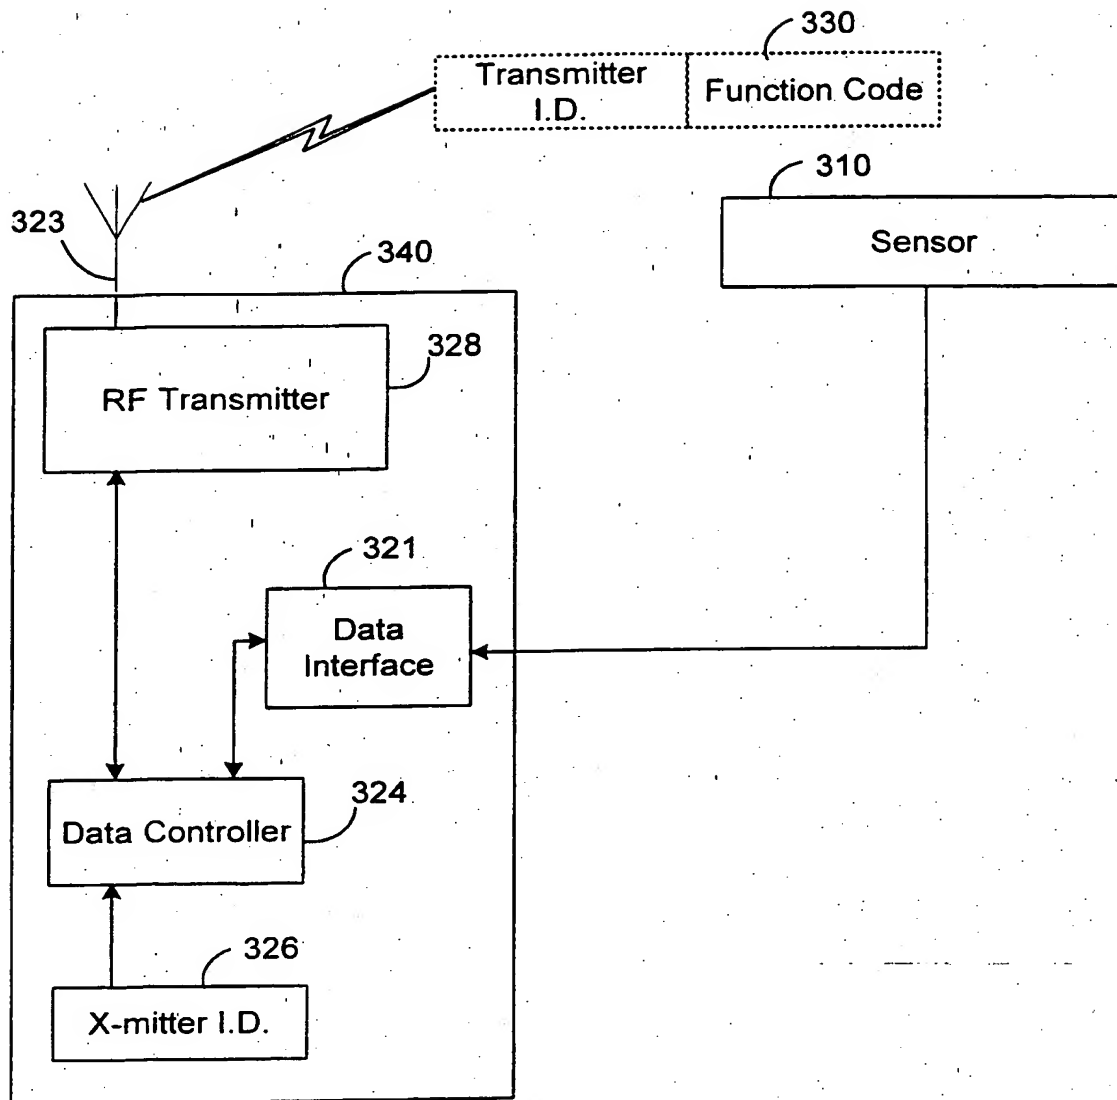 330
Transmitter
I.D.
Function Code
310
Sensor
323
340
328
RF Transmitter
321
Data
Interface
324
Data Controller
326
X-mitter I.D.